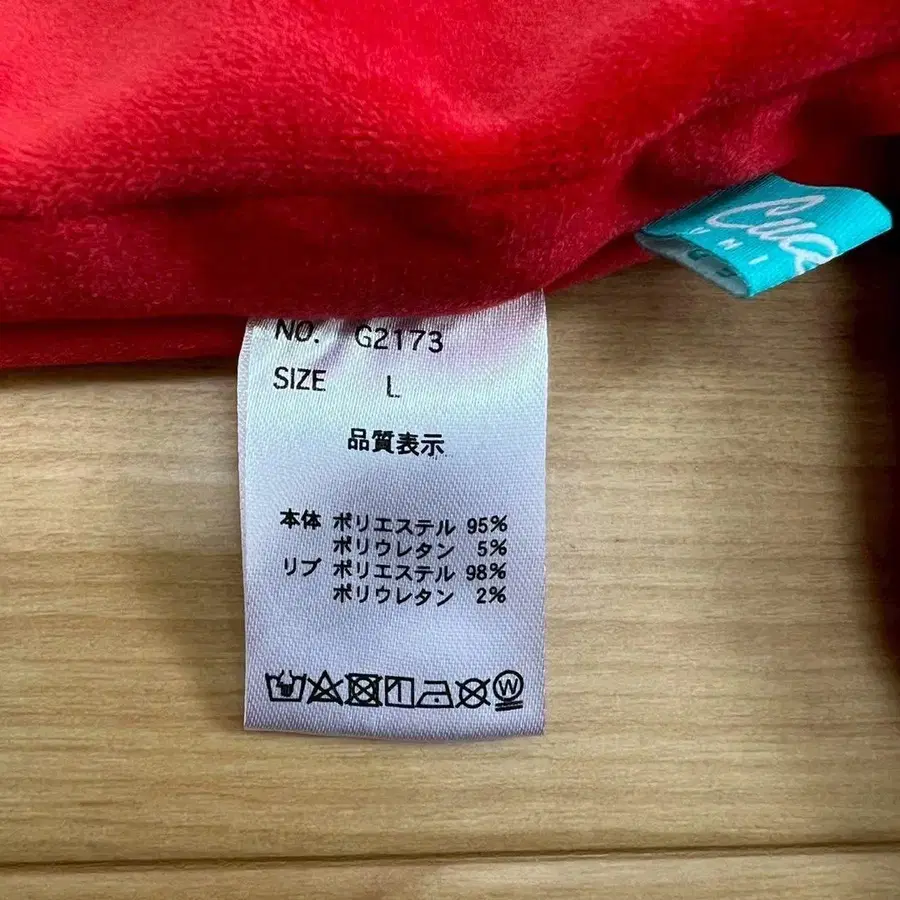 NO. G2173
SIZE L
品質表示
本体 ポリエステル 95%
ポリウレタン 5%
リブ ポリエステル 98%
ポリウレタン 2%
W